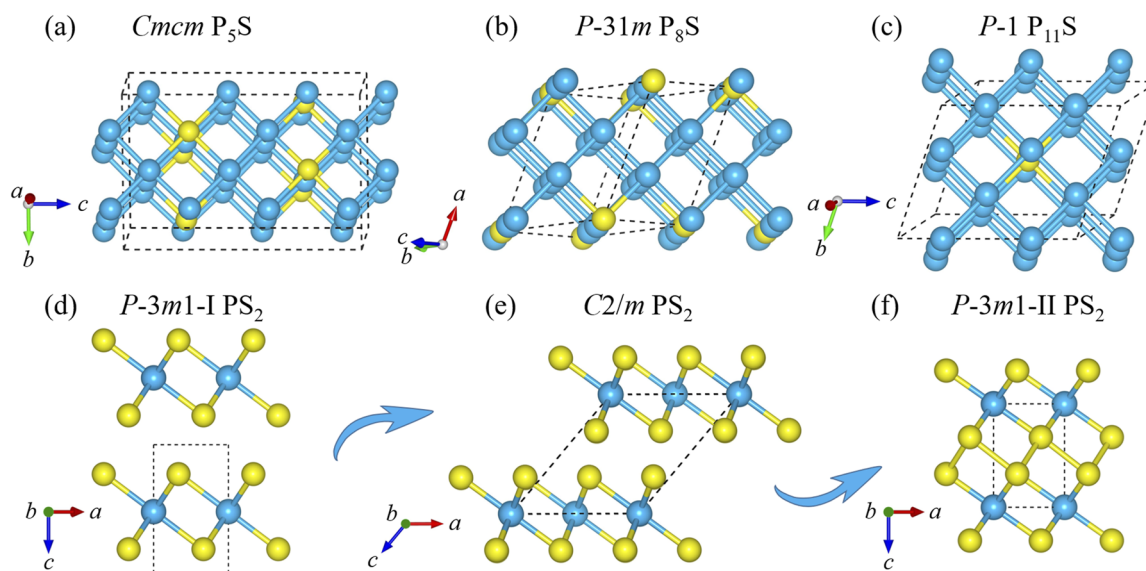 (a) Cmcm P₅S
(b) P-31m P₈S
(c) P-1 P₁₁S
a
c
b
a
c
b
a
c
b
(d) P-3m1-I PS₂
(e) C2/m PS₂
(f) P-3m1-II PS₂
b
a
c
b
a
c
b
a
c